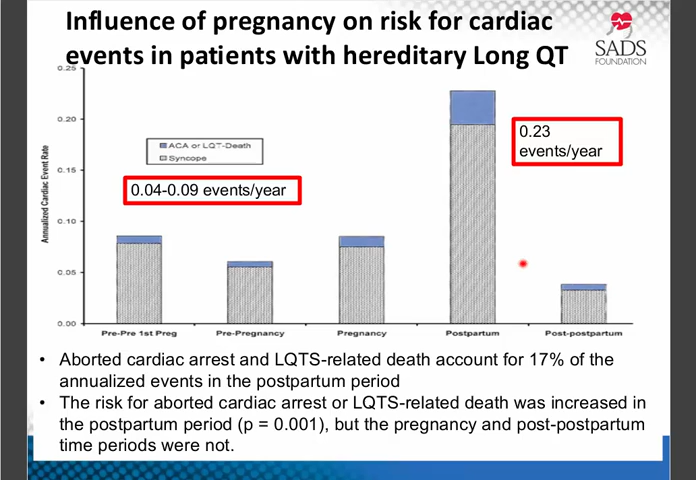 Influence of pregnancy on risk for cardiac
events in patients with hereditary Long QT
SADS
FOUNDATION
0.25
0.20
0.15
0.10
0.05
0.00
Annualized Cardiac Event Rate
ACA or LQT-Death
Syncope
0.04-0.09 events/year
0.23
events/year
Pre-Pre 1st Preg
Pre-Pregnancy
Pregnancy
Postpartum
Post-postpartum
• Aborted cardiac arrest and LQTS-related death account for 17% of the
annualized events in the postpartum period
• The risk for aborted cardiac arrest or LQTS-related death was increased in
the postpartum period (p = 0.001), but the pregnancy and post-postpartum
time periods were not.